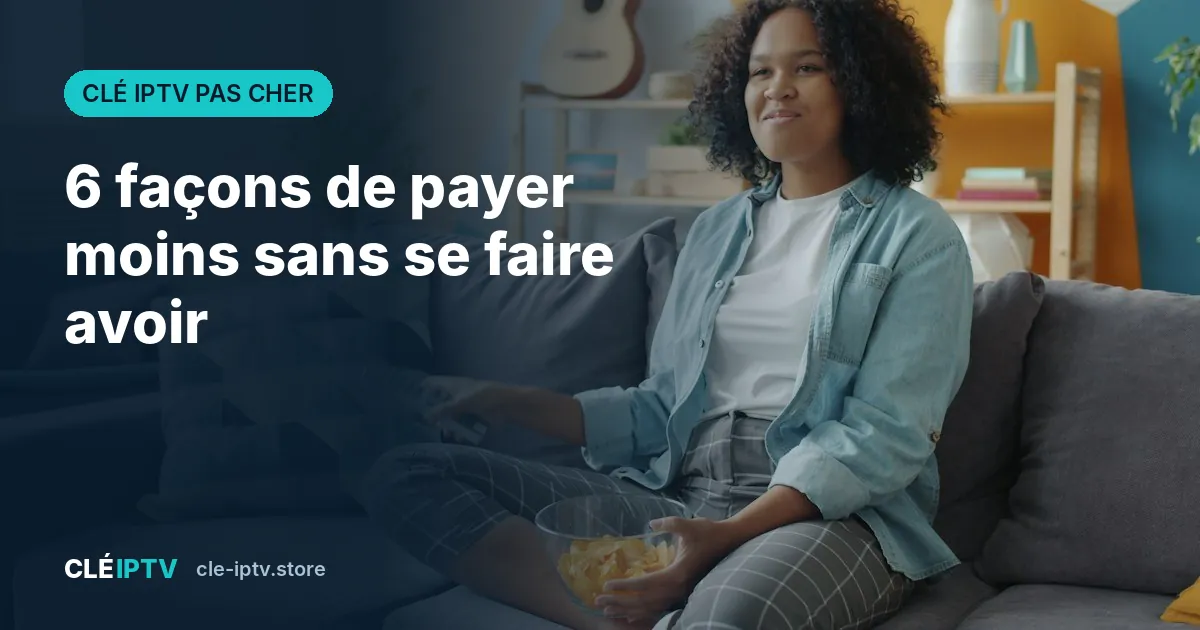 CLÉ IPTV PAS CHER
6 façons de payer
moins sans se faire
avoir
CLÉIPTV cle-iptv.store